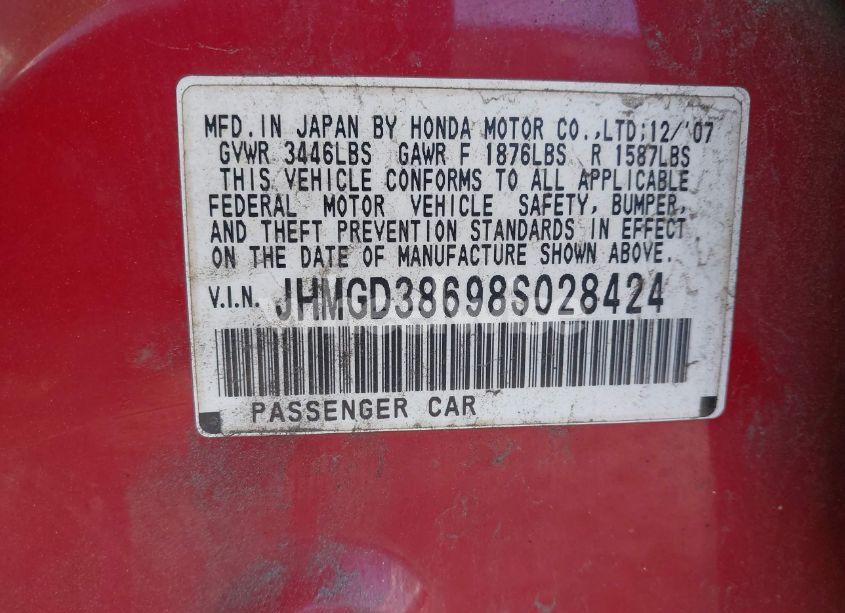 MFD. IN JAPAN BY HONDA MOTOR CO.,LTD; 12/'07
GVWR 3446LBS GAWR F 1876LBS R 1587LBS
THIS VEHICLE CONFORMS TO ALL APPLICABLE
FEDERAL MOTOR VEHICLE SAFETY, BUMPER,
AND THEFT PREVENTION STANDARDS IN EFFECT
ON THE DATE OF MANUFACTURE SHOWN ABOVE.
V.I.N. JHMGD38698S028424
PASSENGER CAR